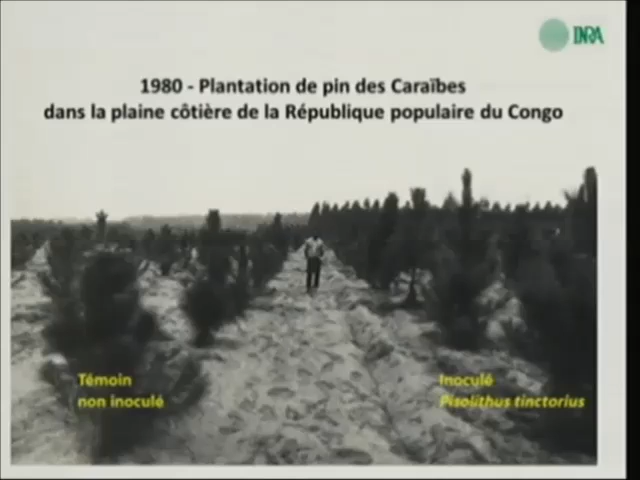 INRA
1980 - Plantation de pin des Caraïbes
dans la plaine côtière de la République populaire du Congo
Témoin
non inoculé
Inoculé
Pisolithus tinctorius